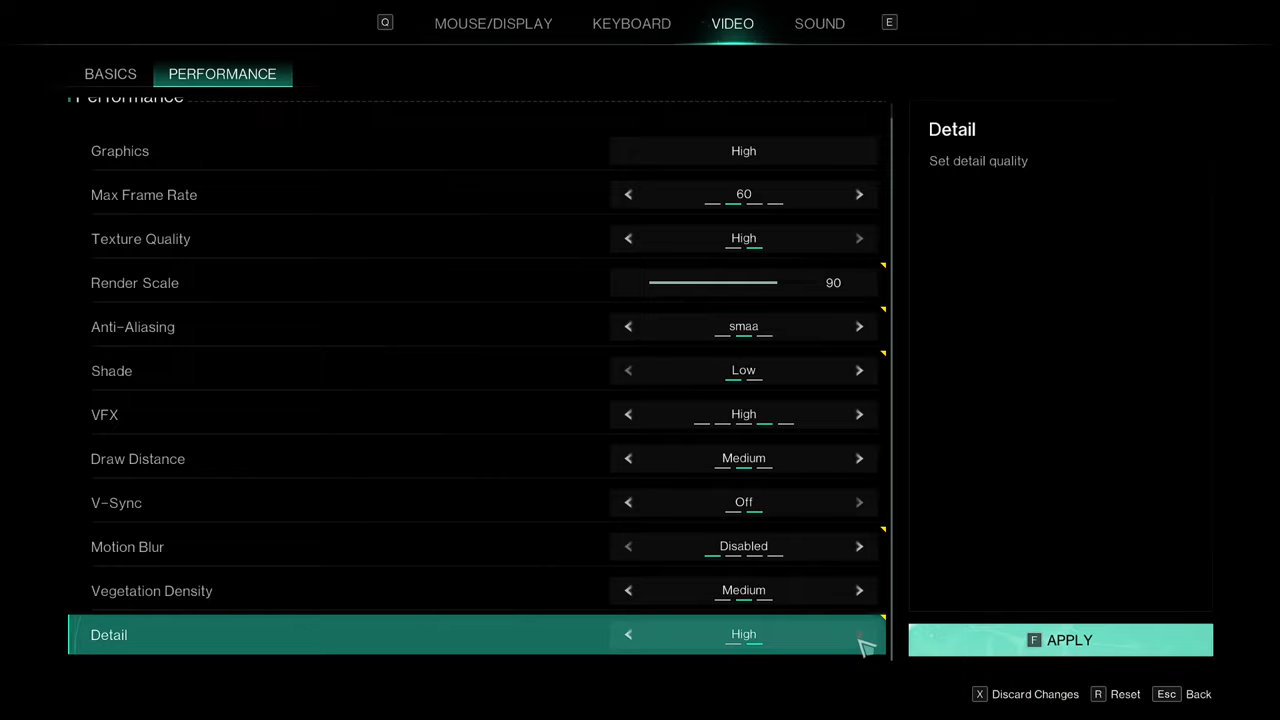 Q MOUSE/DISPLAY KEYBOARD VIDEO SOUND E
BASICS PERFORMANCE
Performance
Graphics High
Max Frame Rate 60
Texture Quality High
Render Scale 90
Anti-Aliasing smaa
Shade Low
VFX High
Draw Distance Medium
V-Sync Off
Motion Blur Disabled
Vegetation Density Medium
Detail High
Detail
Set detail quality
F APPLY
X Discard Changes R Reset Esc Back